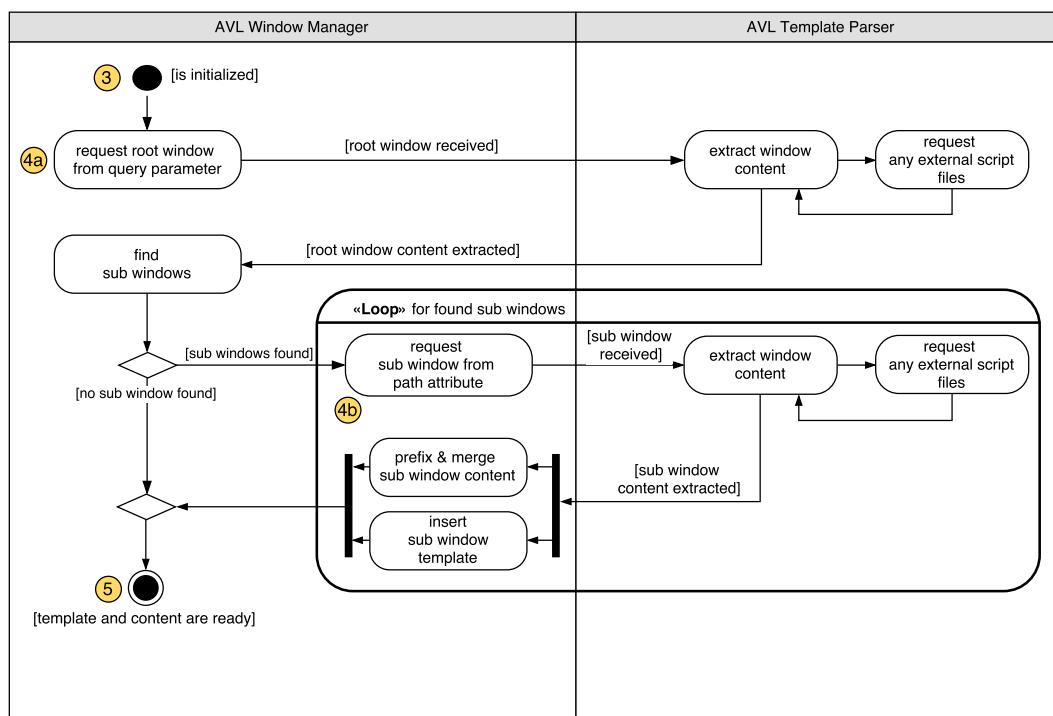 AVL Window Manager
AVL Template Parser
3
[is initialized]
4a
request root window
from query parameter
[root window received]
extract window
content
request
any external script
files
find
sub windows
[root window content extracted]
«Loop» for found sub windows
[sub windows found]
[no sub window found]
request
sub window from
path attribute
4b
[sub window
received]
extract window
content
request
any external script
files
prefix & merge
sub window content
insert
sub window
template
[sub window
content extracted]
5
[template and content are ready]